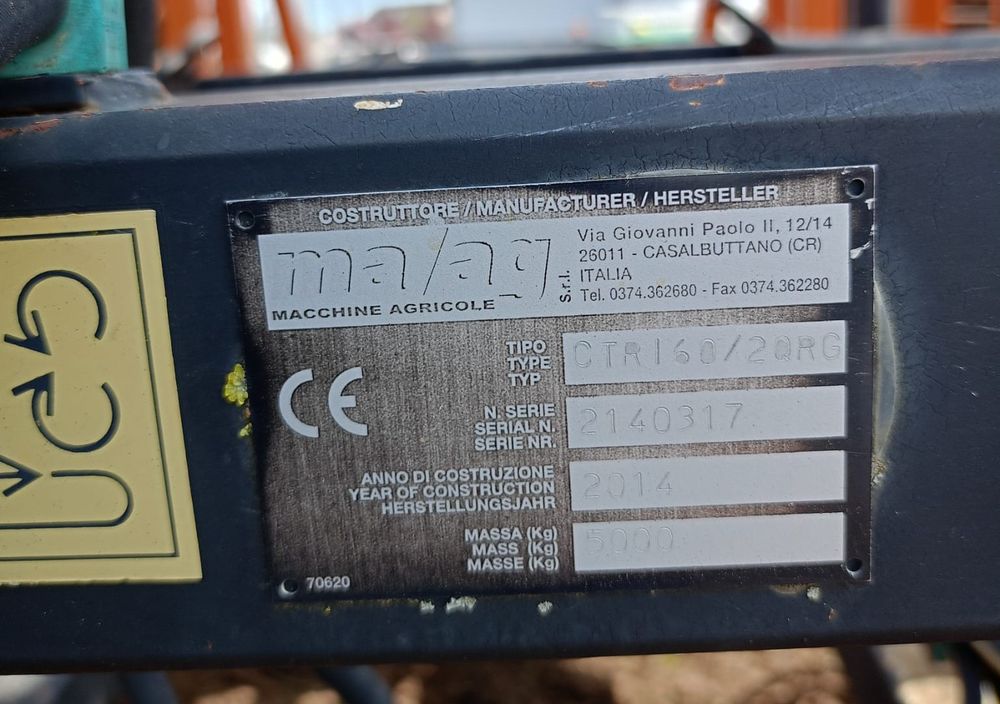 COSTRUTTORE / MANUFACTURER / HERSTELLER
ma/ag S.r.l.
MACCHINE AGRICOLE
Via Giovanni Paolo II, 12/14
26011 - CASALBUTTANO (CR)
ITALIA
Tel. 0374.362680 - Fax 0374.362280
TIPO
TYPE
TYP
CTR160/2QRG
N. SERIE
SERIAL N.
SERIE NR.
2140317
ANNO DI COSTRUZIONE
YEAR OF CONSTRUCTION
HERSTELLUNGSJAHR
2014
MASSA (Kg)
MASS (Kg)
MASSE (Kg)
5000
CE
70620